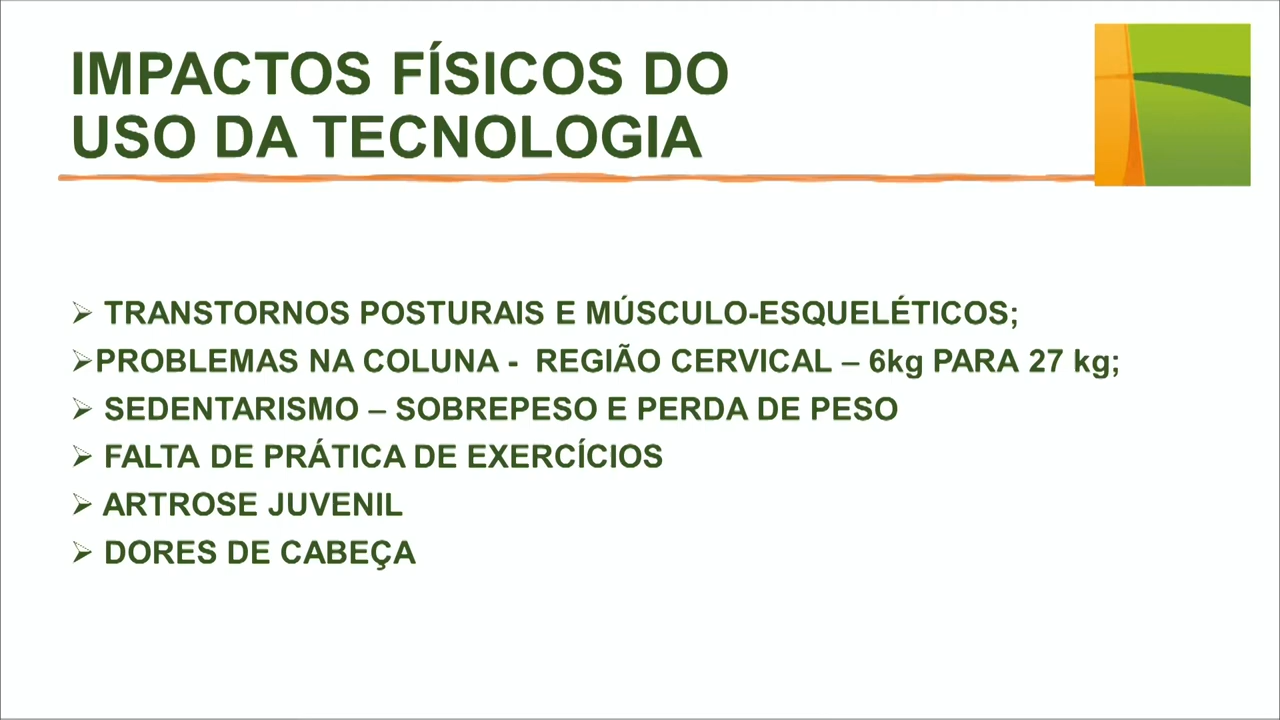 IMPACTOS FÍSICOS DO
USO DA TECNOLOGIA
➢ TRANSTORNOS POSTURAIS E MÚSCULO-ESQUELÉTICOS;
➢PROBLEMAS NA COLUNA - REGIÃO CERVICAL – 6kg PARA 27 kg;
➢ SEDENTARISMO – SOBREPESO E PERDA DE PESO
➢ FALTA DE PRÁTICA DE EXERCÍCIOS
➢ ARTROSE JUVENIL
➢ DORES DE CABEÇA